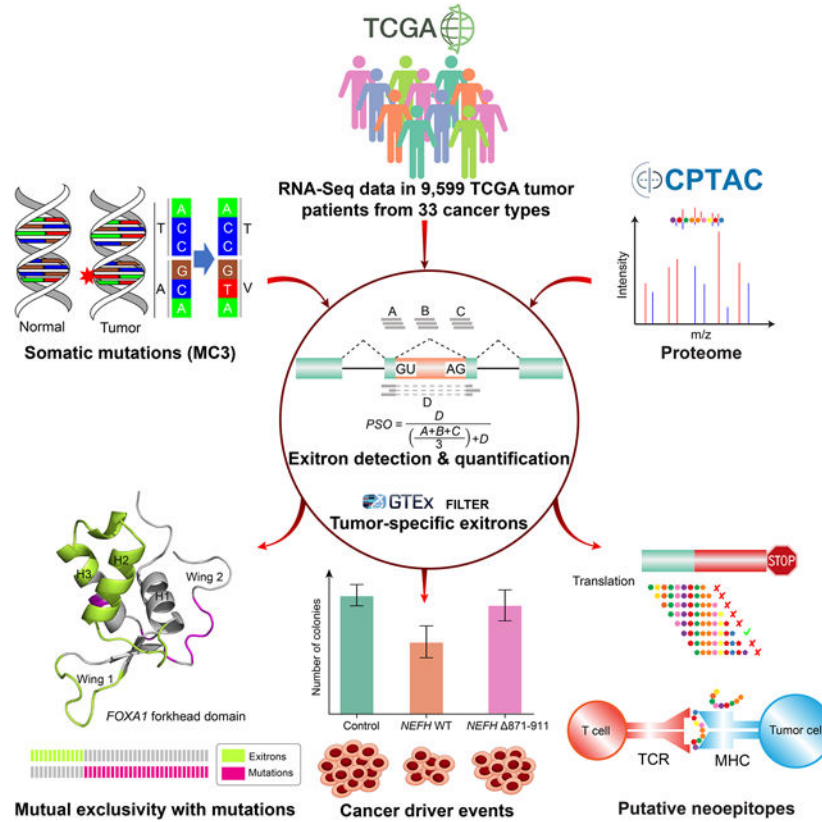 TCGA
RNA-Seq data in 9,599 TCGA tumor
patients from 33 cancer types
Normal
Tumor
T
A
A
C
C
G
C
A
A
C
C
G
T
A
T
V
Somatic mutations (MC3)
CPTAC
Intensity
m/z
Proteome
A
B
C
GU
AG
D
PSO = D / ((A+B+C)/3)+D
Exitron detection & quantification
GTEx FILTER
Tumor-specific exitrons
H3
H2
H1
Wing 2
Wing 1
FOXA1 forkhead domain
Exitrons
Mutations
Mutual exclusivity with mutations
Number of colonies
Control
NEFH WT
NEFH Δ871-911
Cancer driver events
STOP
Translation
T cell
TCR
MHC
Tumor cell
Putative neoepitopes